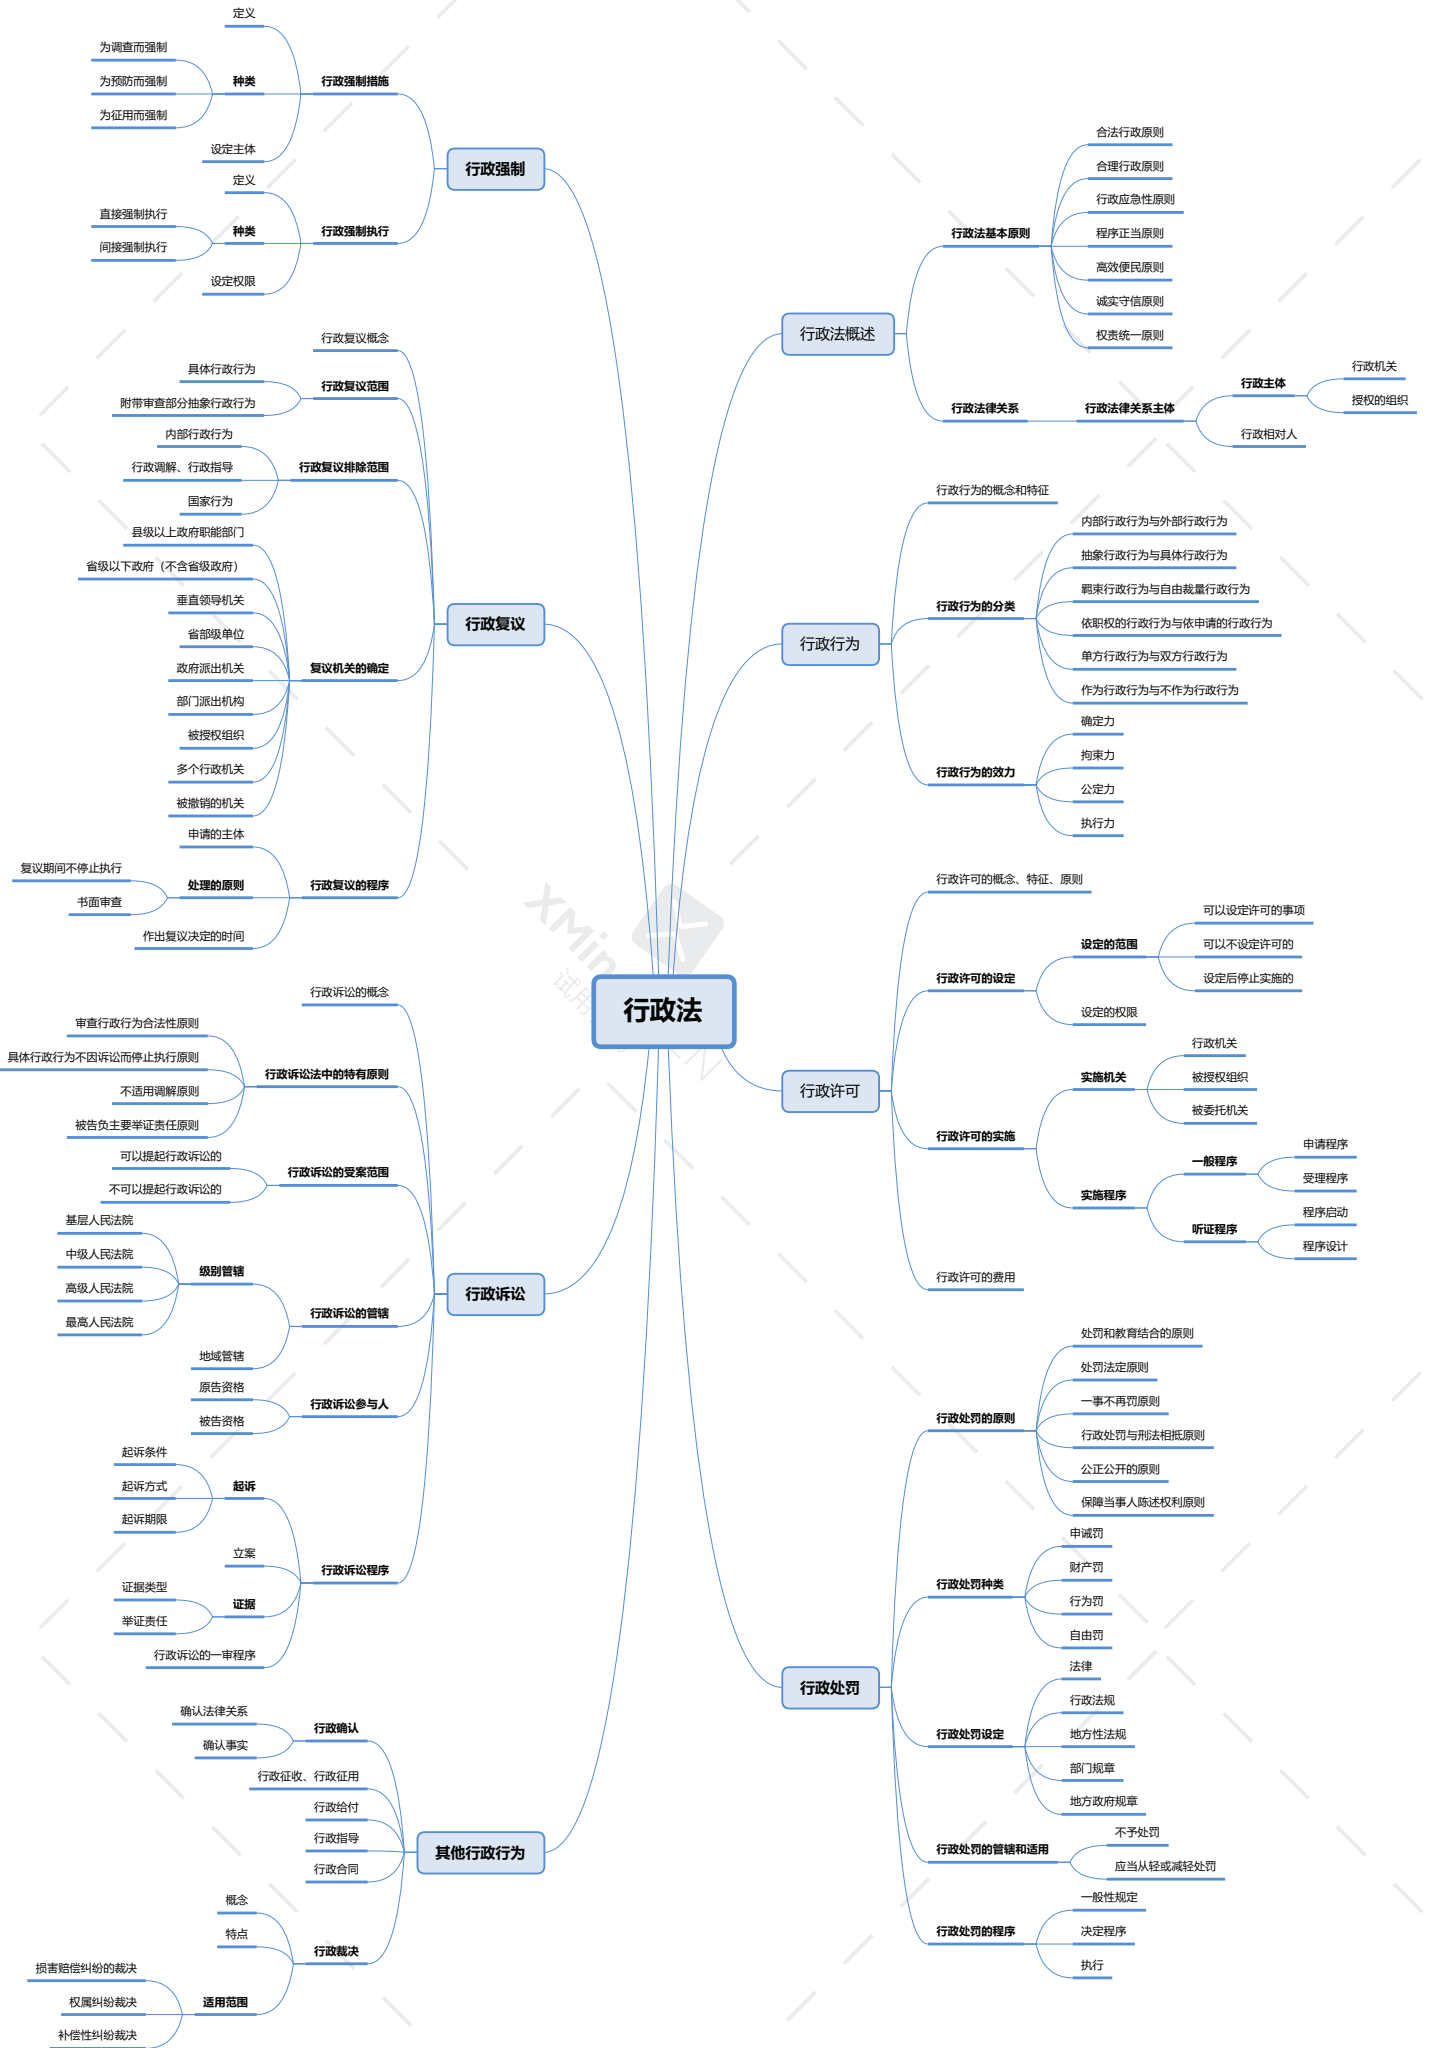 行政法
行政法概述
行政法基本原则
合法行政原则
合理行政原则
行政应急性原则
程序正当原则
高效便民原则
诚实守信原则
权责统一原则
行政法律关系
行政法律关系主体
行政主体
行政机关
授权的组织
行政相对人
行政行为
行政行为的概念和特征
行政行为的分类
内部行政行为与外部行政行为
抽象行政行为与具体行政行为
羁束行政行为与自由裁量行政行为
依职权的行政行为与依申请的行政行为
单方行政行为与双方行政行为
作为行政行为与不作为行政行为
行政行为的效力
确定力
拘束力
公定力
执行力
行政许可
行政许可的概念、特征、原则
行政许可的设定
设定的范围
可以设定许可的事项
可以不设定许可的
设定后停止实施的
设定的权限
行政许可的实施
实施机关
行政机关
被授权组织
被委托机关
实施程序
一般程序
申请程序
受理程序
听证程序
程序启动
程序设计
行政许可的费用
行政处罚
行政处罚的原则
处罚和教育结合的原则
处罚法定原则
一事不再罚原则
行政处罚与刑法相抵原则
公正公开的原则
保障当事人陈述权利原则
行政处罚种类
申诫罚
财产罚
行为罚
自由罚
行政处罚设定
法律
行政法规
地方性法规
部门规章
地方政府规章
行政处罚的管辖和适用
不予处罚
应当从轻或减轻处罚
行政处罚的程序
一般性规定
决定程序
执行
行政强制
行政强制措施
定义
种类
为调查而强制
为预防而强制
为征用而强制
设定主体
行政强制执行
定义
种类
直接强制执行
间接强制执行
设定权限
行政复议
行政复议概念
行政复议范围
具体行政行为
附带审查部分抽象行政行为
行政复议排除范围
内部行政行为
行政调解、行政指导
国家行为
复议机关的确定
县级以上政府职能部门
省级以下政府（不含省级政府）
垂直领导机关
省部级单位
政府派出机关
部门派出机构
被授权组织
多个行政机关
被撤销的机关
行政复议的程序
申请的主体
处理的原则
复议期间不停止执行
书面审查
作出复议决定的时间
行政诉讼
行政诉讼的概念
行政诉讼法中的特有原则
审查行政行为合法性原则
具体行政行为不因诉讼而停止执行原则
不适用调解原则
被告负主要举证责任原则
行政诉讼的受案范围
可以提起行政诉讼的
不可以提起行政诉讼的
行政诉讼的管辖
级别管辖
基层人民法院
中级人民法院
高级人民法院
最高人民法院
地域管辖
行政诉讼参与人
原告资格
被告资格
行政诉讼程序
起诉
起诉条件
起诉方式
起诉期限
立案
证据
证据类型
举证责任
行政诉讼的一审程序
其他行政行为
行政确认
确认法律关系
确认事实
行政征收、行政征用
行政给付
行政指导
行政合同
行政裁决
概念
特点
适用范围
损害赔偿纠纷的裁决
权属纠纷裁决
补偿性纠纷裁决
XMin
试用